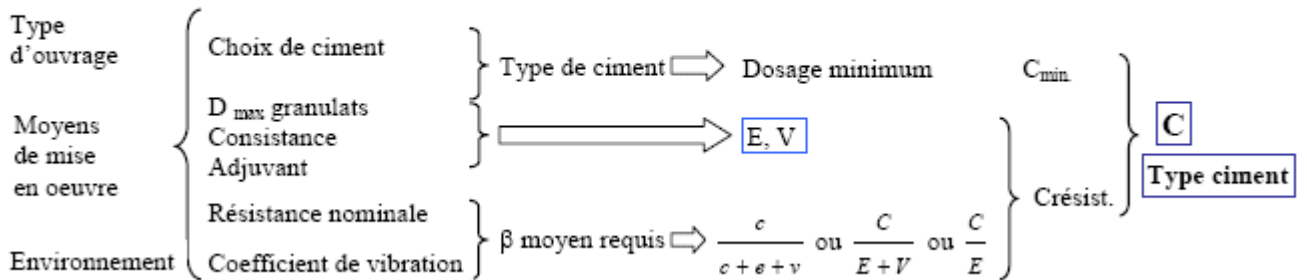 Type
d'ouvrage
Moyens
de mise
en oeuvre
Environnement
Choix de ciment
D max granulats
Consistance
Adjuvant
Résistance nominale
Coefficient de vibration
Type de ciment
Dosage minimum
Cmin.
E, V
β moyen requis
c / c + e + v ou C / E + V ou C / E
Crésist.
C
Type ciment